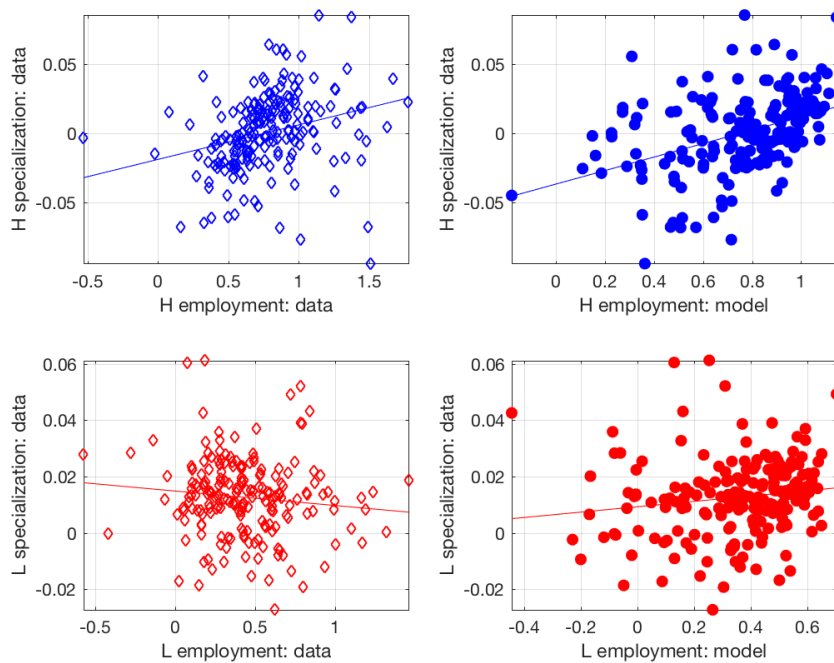 0.05
0
-0.05
H specialization: data
-0.5 0 0.5 1 1.5
H employment: data
0.05
0
-0.05
H specialization: data
0 0.2 0.4 0.6 0.8 1
H employment: model
0.06
0.04
0.02
0
-0.02
L specialization: data
-0.5 0 0.5 1
L employment: data
0.06
0.04
0.02
0
-0.02
L specialization: data
-0.4 -0.2 0 0.2 0.4 0.6
L employment: model